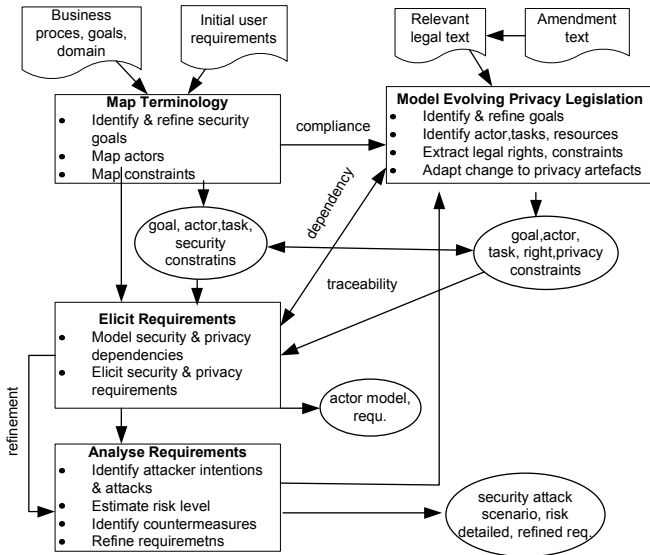 Business
proces, goals,
domain
Initial user
requirements
Relevant
legal text
Amendment
text
Map Terminology
• Identify & refine security
goals
• Map actors
• Map constraints
compliance
Model Evolving Privacy Legislation
• Identify & refine goals
• Identify actor,tasks, resources
• Extract legal rights, constraints
• Adapt change to privacy artefacts
goal, actor,task,
security
constratins
dependency
goal,actor,
task, right,privacy
constraints
traceability
Elicit Requirements
• Model security & privacy
dependencies
• Elicit security & privacy
requirements
actor model,
requ.
refinement
Analyse Requirements
• Identify attacker intentions
& attacks
• Estimate risk level
• Identify countermeasures
• Refine requiremetns
security attack
scenario, risk
detailed, refined req.